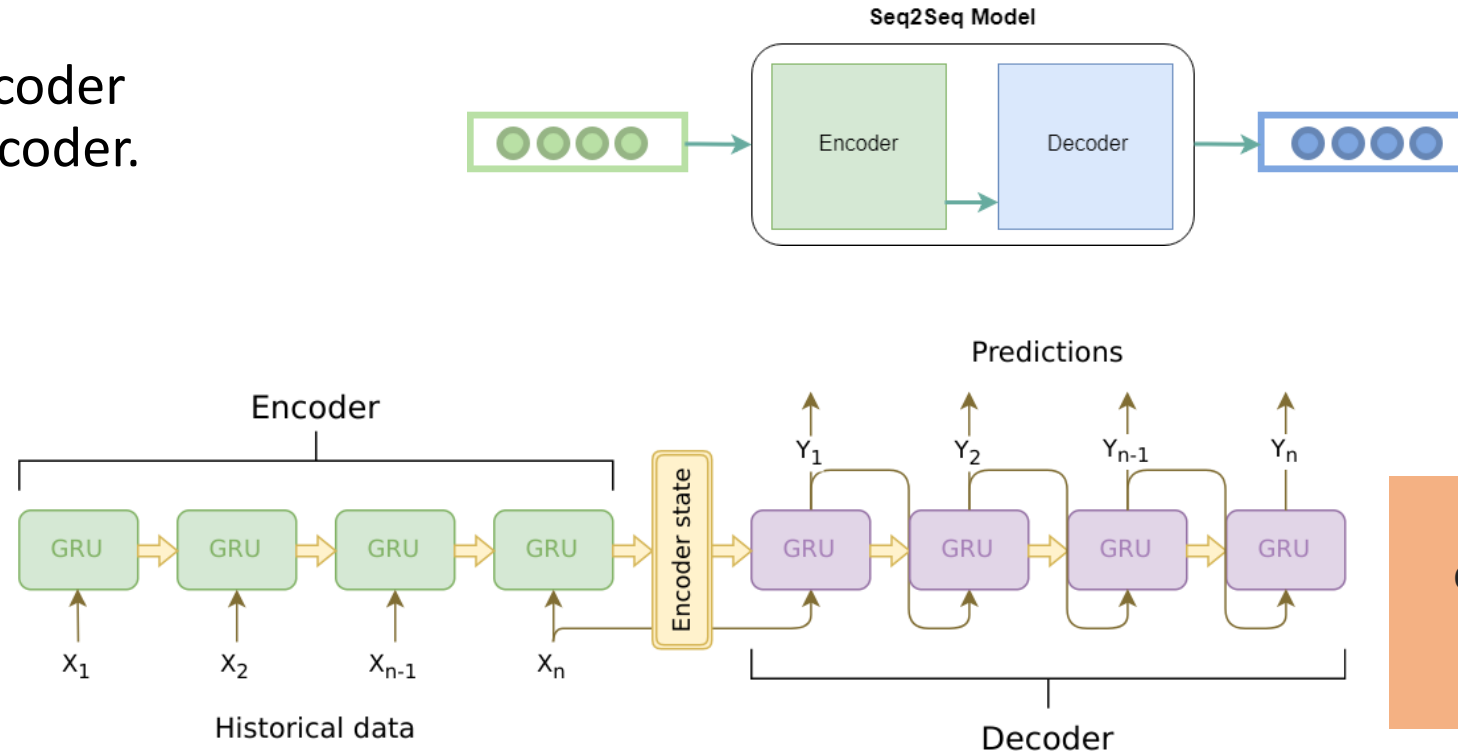 Seq2Seq Model
coder
coder.
Encoder
Decoder
Predictions
Encoder
Y1
Y2
Yn-1
Yn
GRU
GRU
GRU
GRU
Encoder state
GRU
GRU
GRU
GRU
X1
X2
Xn-1
Xn
Historical data
Decoder